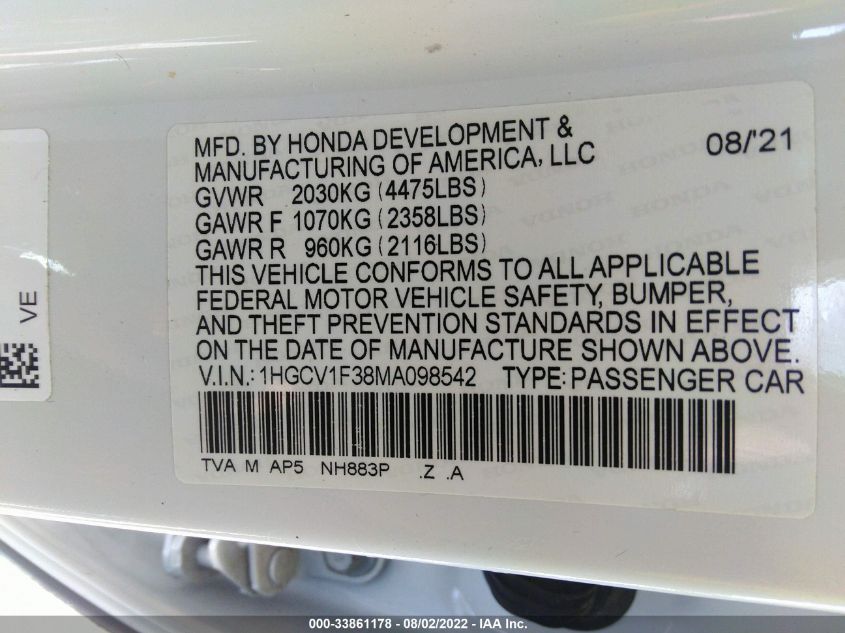 MFD. BY HONDA DEVELOPMENT & 08/'21
MANUFACTURING OF AMERICA, LLC
GVWR 2030KG (4475LBS)
GAWR F 1070KG (2358LBS)
GAWR R 960KG (2116LBS)
THIS VEHICLE CONFORMS TO ALL APPLICABLE
FEDERAL MOTOR VEHICLE SAFETY, BUMPER,
AND THEFT PREVENTION STANDARDS IN EFFECT
ON THE DATE OF MANUFACTURE SHOWN ABOVE.
V.I.N.: 1HGCV1F38MA098542 TYPE: PASSENGER CAR
TVA M AP5 NH883P .Z .A
VE
000-33861178 - 08/02/2022 - © IAA Inc.